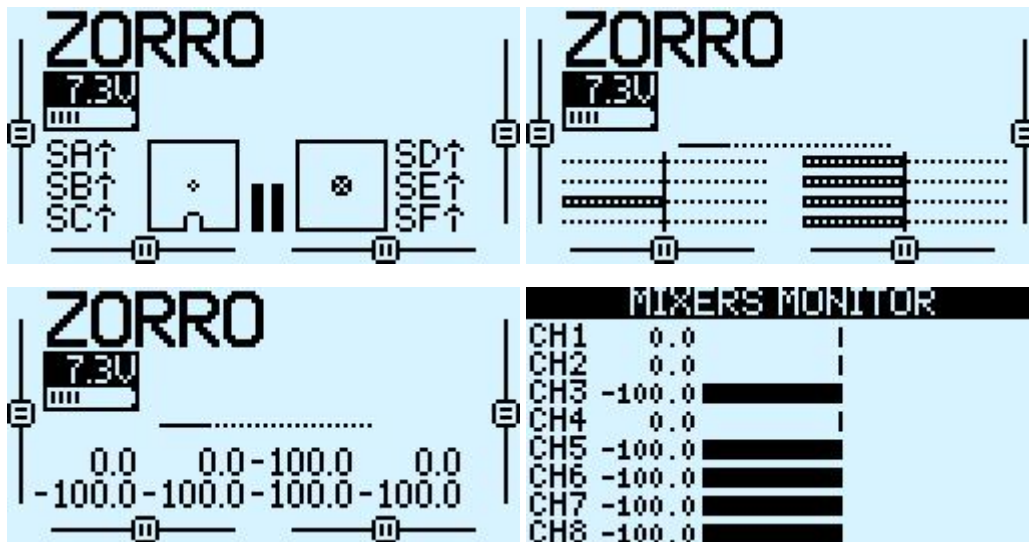 ZORRO
7.3V
SA↑ SD↑
SB↑ SE↑
SC↑ SF↑
ZORRO
7.3V
ZORRO
7.3V
0.0 0.0 -100.0 0.0
-100.0 -100.0 -100.0 -100.0
MIXERS MONITOR
CH1 0.0
CH2 0.0
CH3 -100.0
CH4 0.0
CH5 -100.0
CH6 -100.0
CH7 -100.0
CH8 -100.0